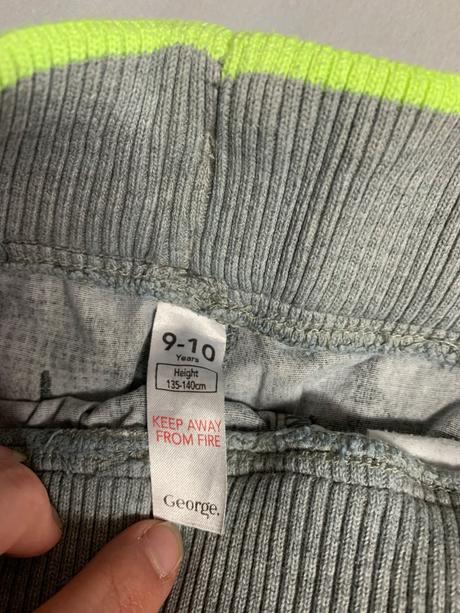 9-10
Years
Height
135-140cm
KEEP AWAY
FROM FIRE
George.